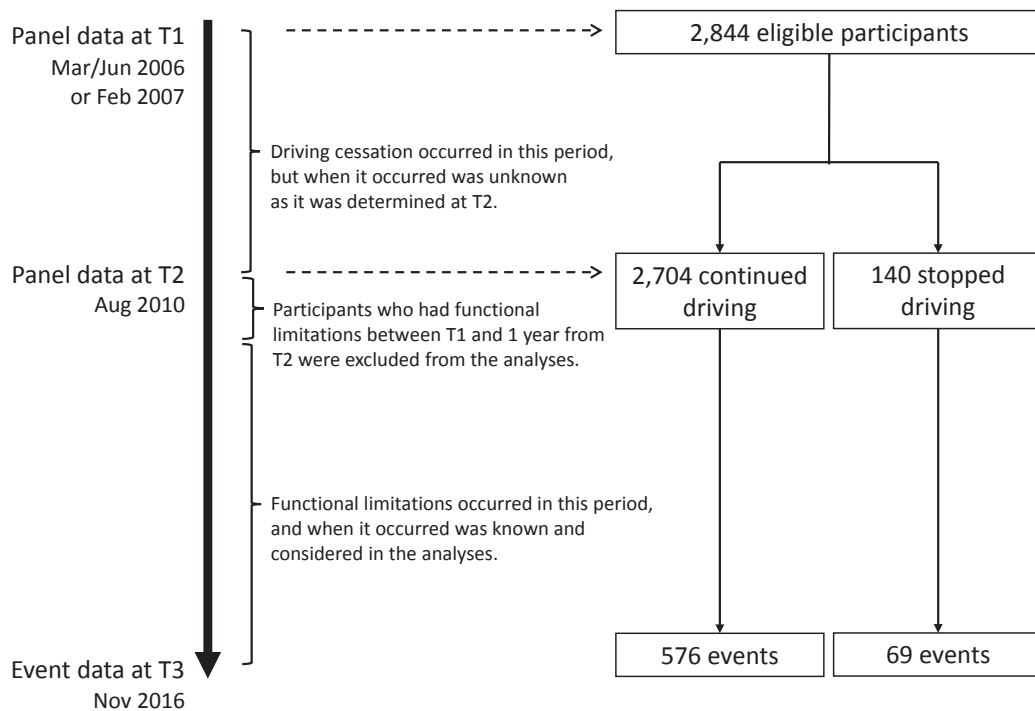 Panel data at T1
Mar/Jun 2006
or Feb 2007
2,844 eligible participants
Driving cessation occurred in this period,
but when it occurred was unknown
as it was determined at T2.
Panel data at T2
Aug 2010
2,704 continued
driving
140 stopped
driving
Participants who had functional
limitations between T1 and 1 year from
T2 were excluded from the analyses.
Functional limitations occurred in this period,
and when it occurred was known and
considered in the analyses.
Event data at T3
Nov 2016
576 events
69 events